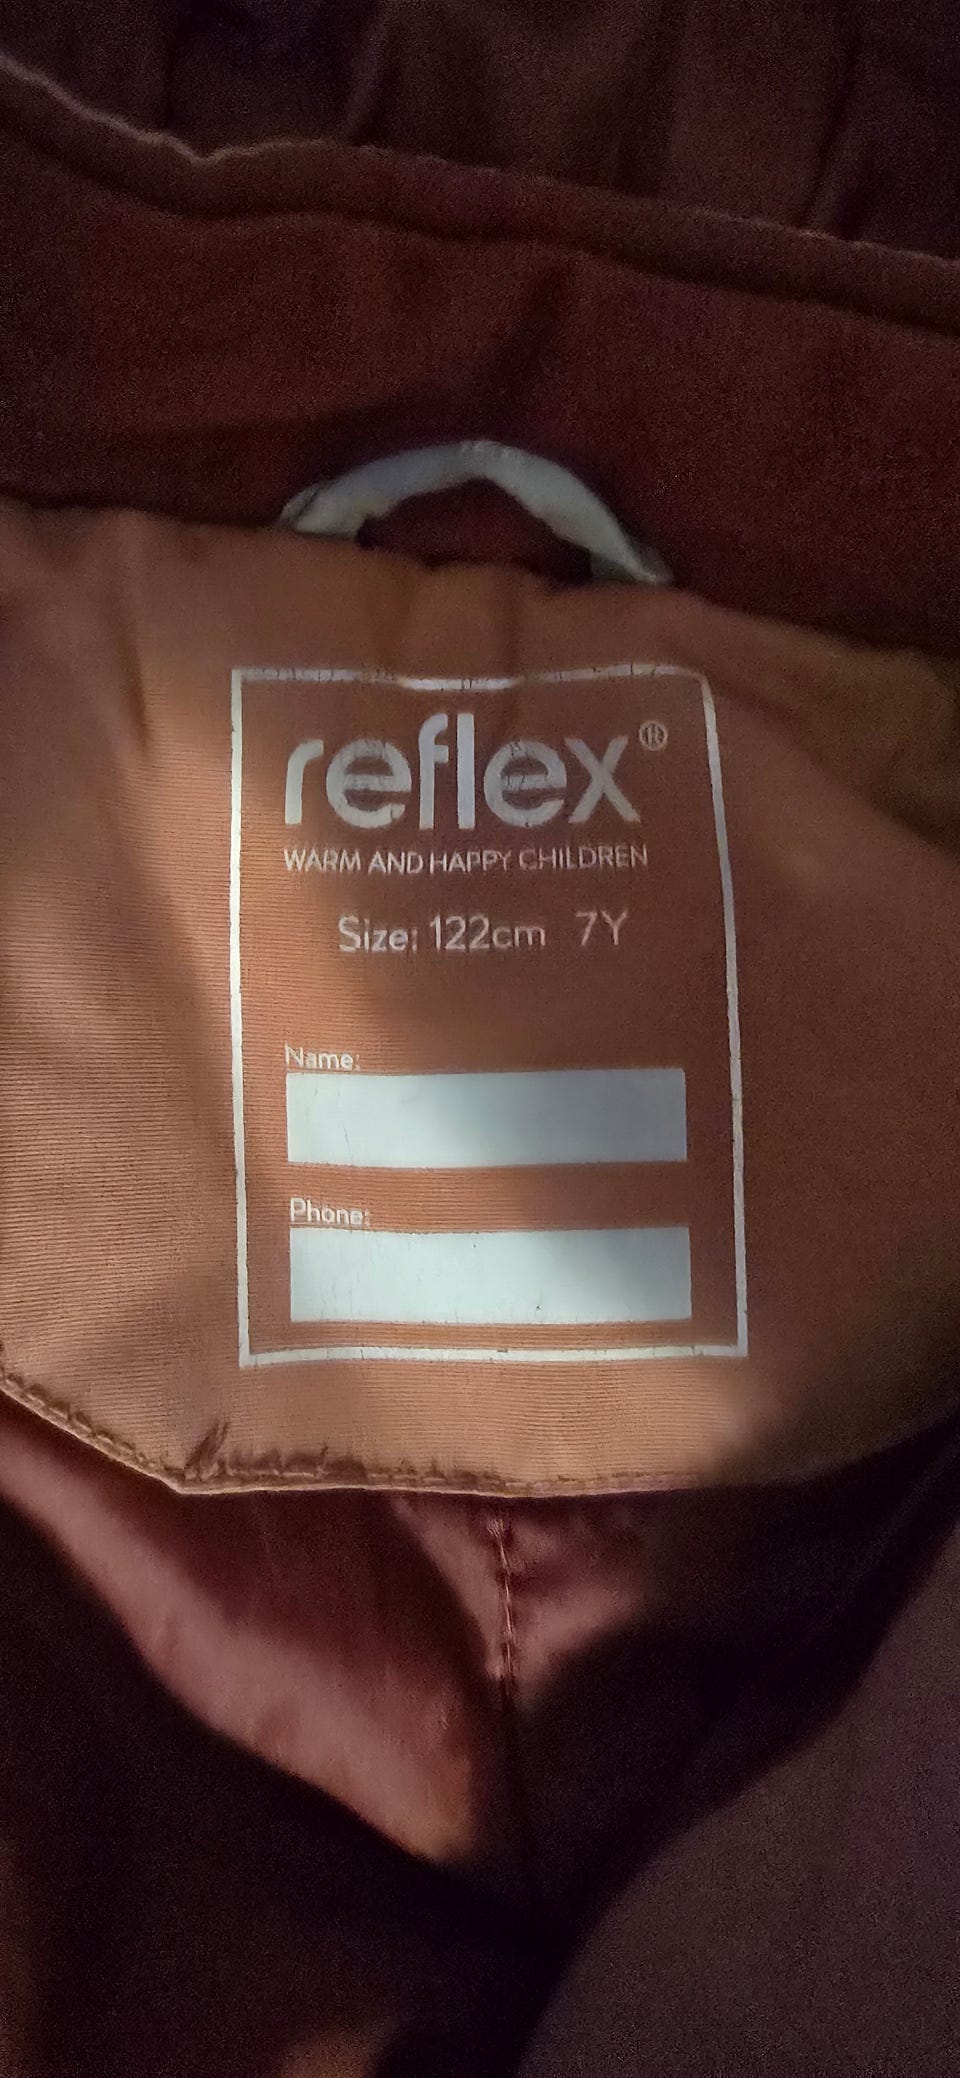 reflex®
WARM AND HAPPY CHILDREN
Size: 122cm 7Y
Name:
Phone: